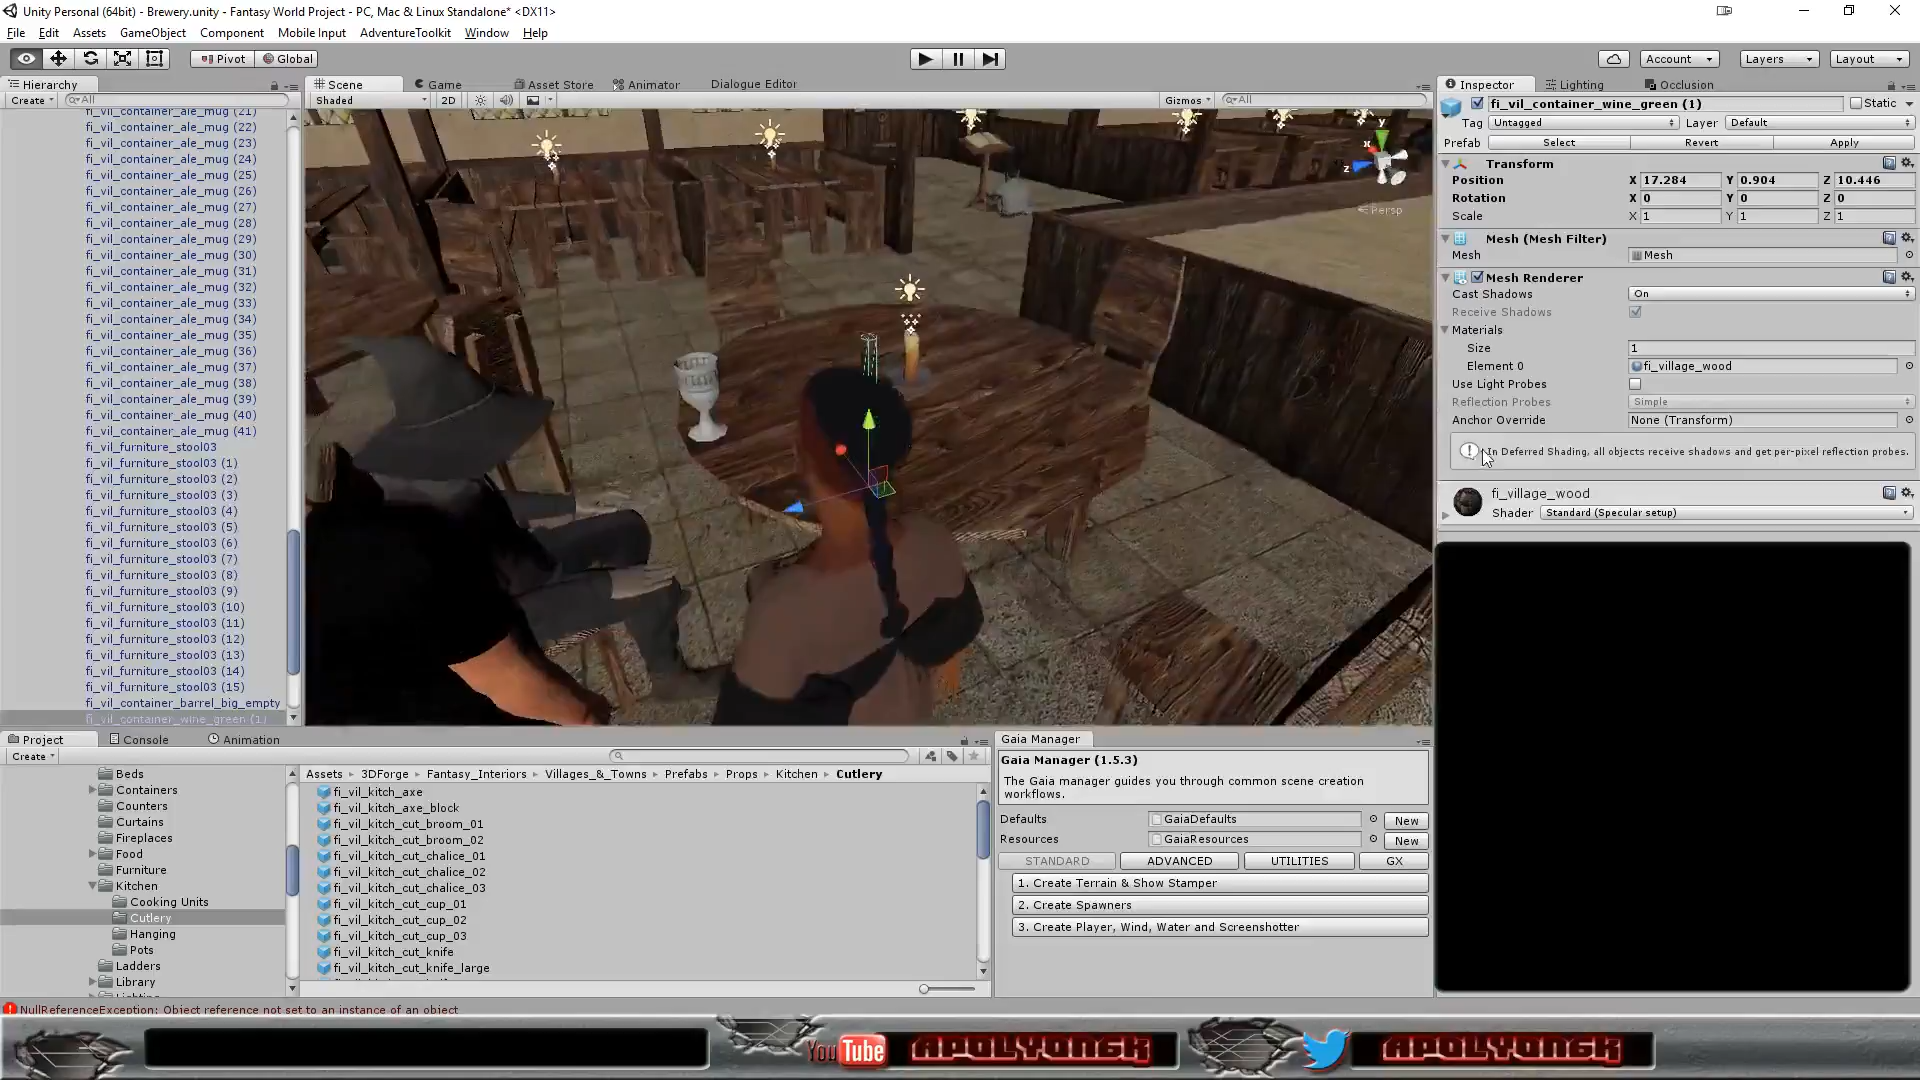 Unity Personal (64bit) - Brewery.unity - Fantasy World Project - PC, Mac & Linux Standalone* <DX11>
File Edit Assets GameObject Component Mobile Input AdventureToolkit Window Help
Pivot Global Account Layers Layout
Hierarchy
Create All
fi_vil_container_ale_mug (21)
fi_vil_container_ale_mug (22)
fi_vil_container_ale_mug (23)
fi_vil_container_ale_mug (24)
fi_vil_container_ale_mug (25)
fi_vil_container_ale_mug (26)
fi_vil_container_ale_mug (27)
fi_vil_container_ale_mug (28)
fi_vil_container_ale_mug (29)
fi_vil_container_ale_mug (30)
fi_vil_container_ale_mug (31)
fi_vil_container_ale_mug (32)
fi_vil_container_ale_mug (33)
fi_vil_container_ale_mug (34)
fi_vil_container_ale_mug (35)
fi_vil_container_ale_mug (36)
fi_vil_container_ale_mug (37)
fi_vil_container_ale_mug (38)
fi_vil_container_ale_mug (39)
fi_vil_container_ale_mug (40)
fi_vil_container_ale_mug (41)
fi_vil_furniture_stool03
fi_vil_furniture_stool03 (1)
fi_vil_furniture_stool03 (2)
fi_vil_furniture_stool03 (3)
fi_vil_furniture_stool03 (4)
fi_vil_furniture_stool03 (5)
fi_vil_furniture_stool03 (6)
fi_vil_furniture_stool03 (7)
fi_vil_furniture_stool03 (8)
fi_vil_furniture_stool03 (9)
fi_vil_furniture_stool03 (10)
fi_vil_furniture_stool03 (11)
fi_vil_furniture_stool03 (12)
fi_vil_furniture_stool03 (13)
fi_vil_furniture_stool03 (14)
fi_vil_furniture_stool03 (15)
fi_vil_container_barrel_big_empty
fi_vil_container_wine_green (1)
Scene Game Asset Store Animator Dialogue Editor
Shaded 2D Gizmos All
y
x
z
Persp
Inspector Lighting Occlusion
fi_vil_container_wine_green (1) Static
Tag Untagged Layer Default
Prefab Select Revert Apply
Transform
Position X 17.284 Y 0.904 Z 10.446
Rotation X 0 Y 0 Z 0
Scale X 1 Y 1 Z 1
Mesh (Mesh Filter)
Mesh Mesh
Mesh Renderer
Cast Shadows On
Receive Shadows
Materials
Size 1
Element 0 fi_village_wood
Use Light Probes
Reflection Probes Simple
Anchor Override None (Transform)
In Deferred Shading, all objects receive shadows and get per-pixel reflection probes.
fi_village_wood
Shader Standard (Specular setup)
Project Console Animation
Create
Beds
Containers
Counters
Curtains
Fireplaces
Food
Furniture
Kitchen
Cooking Units
Cutlery
Hanging
Pots
Ladders
Library
Lighting
Assets 3DForge Fantasy_Interiors Villages_&_Towns Prefabs Props Kitchen Cutlery
fi_vil_kitch_axe
fi_vil_kitch_axe_block
fi_vil_kitch_cut_broom_01
fi_vil_kitch_cut_broom_02
fi_vil_kitch_cut_chalice_01
fi_vil_kitch_cut_chalice_02
fi_vil_kitch_cut_chalice_03
fi_vil_kitch_cut_cup_01
fi_vil_kitch_cut_cup_02
fi_vil_kitch_cut_cup_03
fi_vil_kitch_cut_knife
fi_vil_kitch_cut_knife_large
Gaia Manager
Gaia Manager (1.5.3)
The Gaia manager guides you through common scene creation
workflows.
Defaults GaiaDefaults New
Resources GaiaResources New
STANDARD ADVANCED UTILITIES GX
1. Create Terrain & Show Stamper
2. Create Spawners
3. Create Player, Wind, Water and Screenshotter
NullReferenceException: Object reference not set to an instance of an object
YouTube APOLYONGK APOLYONGK